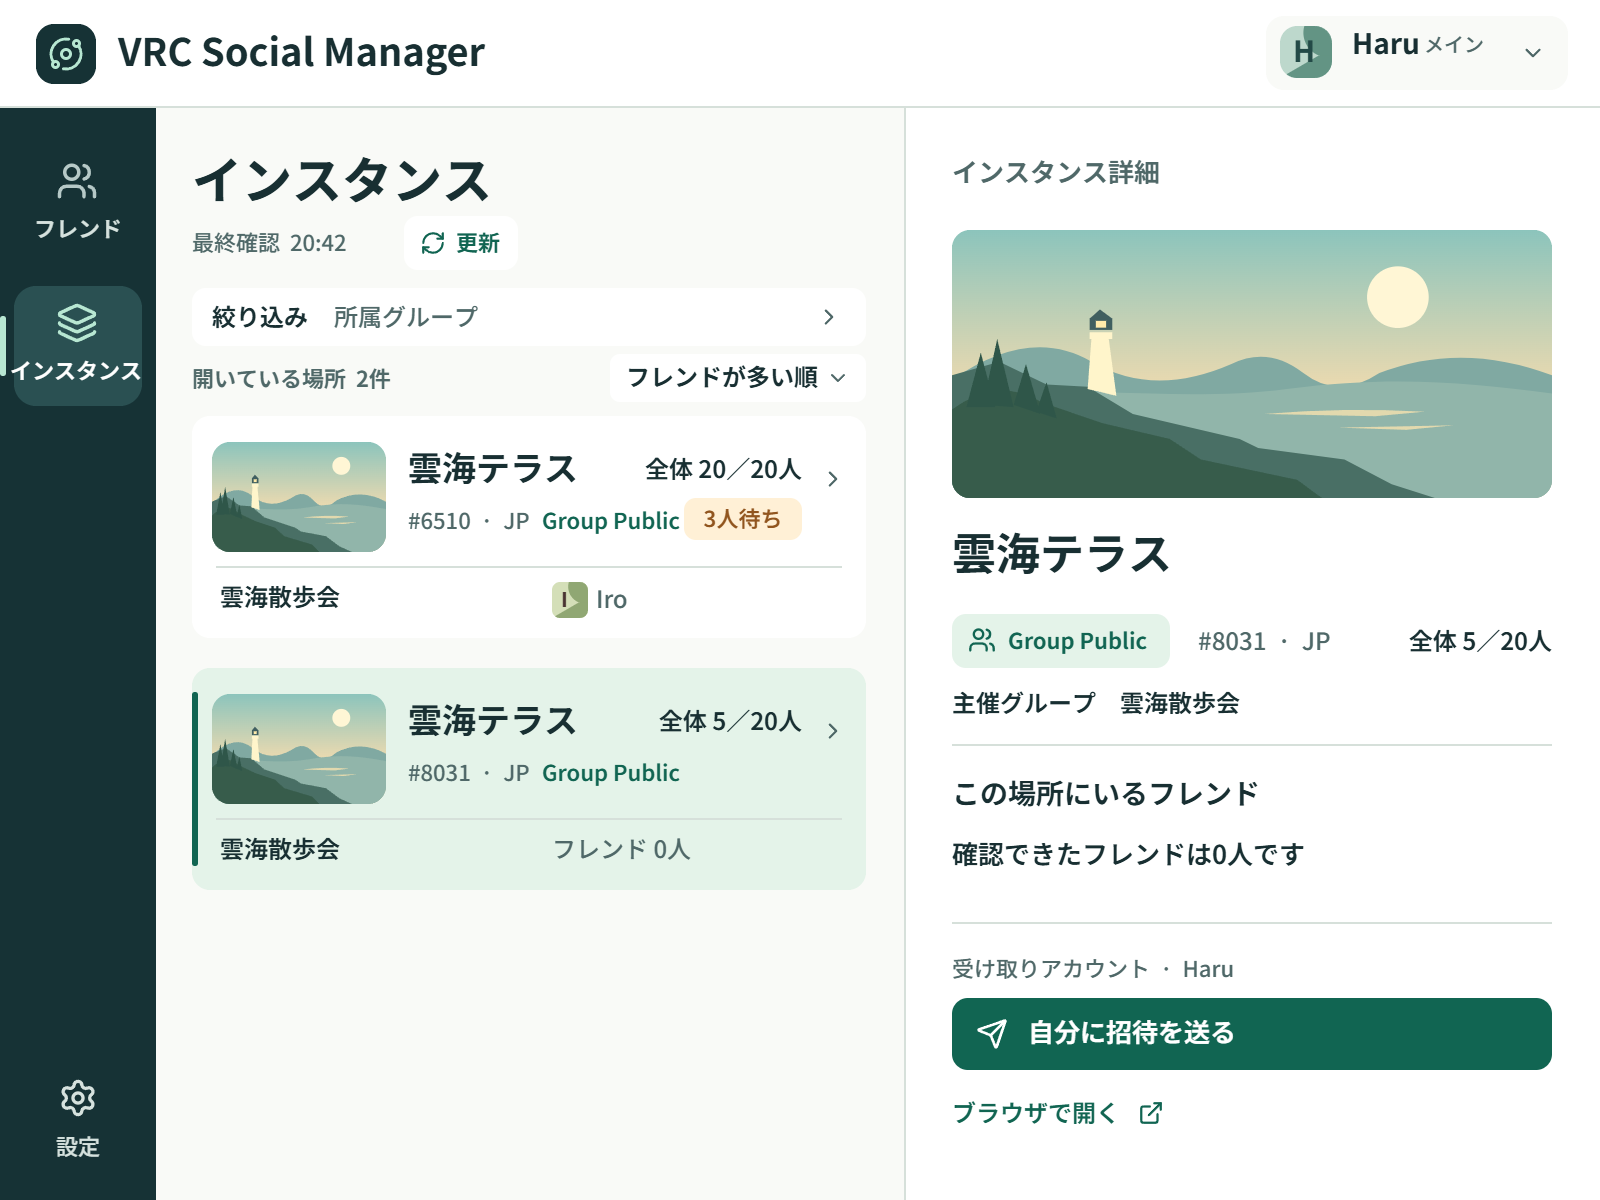 VRC Social Manager
H Haru メイン
フレンド
インスタンス
設定
インスタンス
最終確認 20:42
更新
絞り込み 所属グループ
開いている場所 2件
フレンドが多い順
雲海テラス 全体 20／20人
#6510 · JP Group Public 3人待ち
雲海散歩会 I Iro
雲海テラス 全体 5／20人
#8031 · JP Group Public
雲海散歩会 フレンド 0人
インスタンス詳細
雲海テラス
Group Public #8031 · JP 全体 5／20人
主催グループ 雲海散歩会
この場所にいるフレンド
確認できたフレンドは0人です
受け取りアカウント · Haru
自分に招待を送る
ブラウザで開く